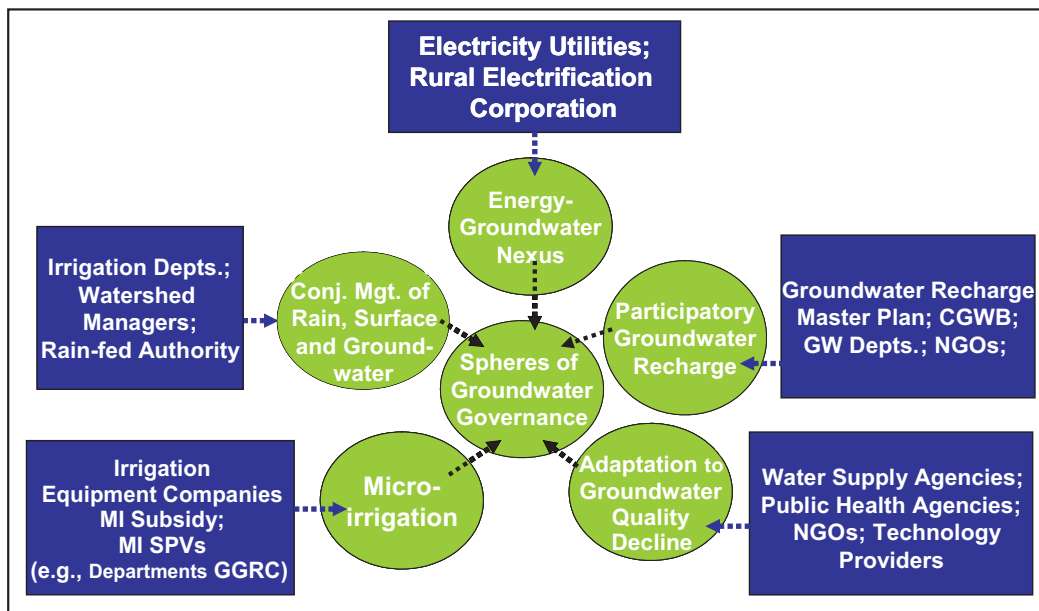 Electricity Utilities;
Rural Electrification
Corporation
Energy-
Groundwater
Nexus
Irrigation Depts.;
Watershed
Managers;
Rain-fed Authority
Conj. Mgt. of
Rain, Surface
and Ground-
water
Participatory
Groundwater
Recharge
Groundwater Recharge
Master Plan; CGWB;
GW Depts.; NGOs;
Spheres of
Groundwater
Governance
Irrigation
Equipment Companies
MI Subsidy;
MI SPVs
(e.g., Departments GGRC)
Micro-
irrigation
Adaptation to
Groundwater
Quality
Decline
Water Supply Agencies;
Public Health Agencies;
NGOs; Technology
Providers